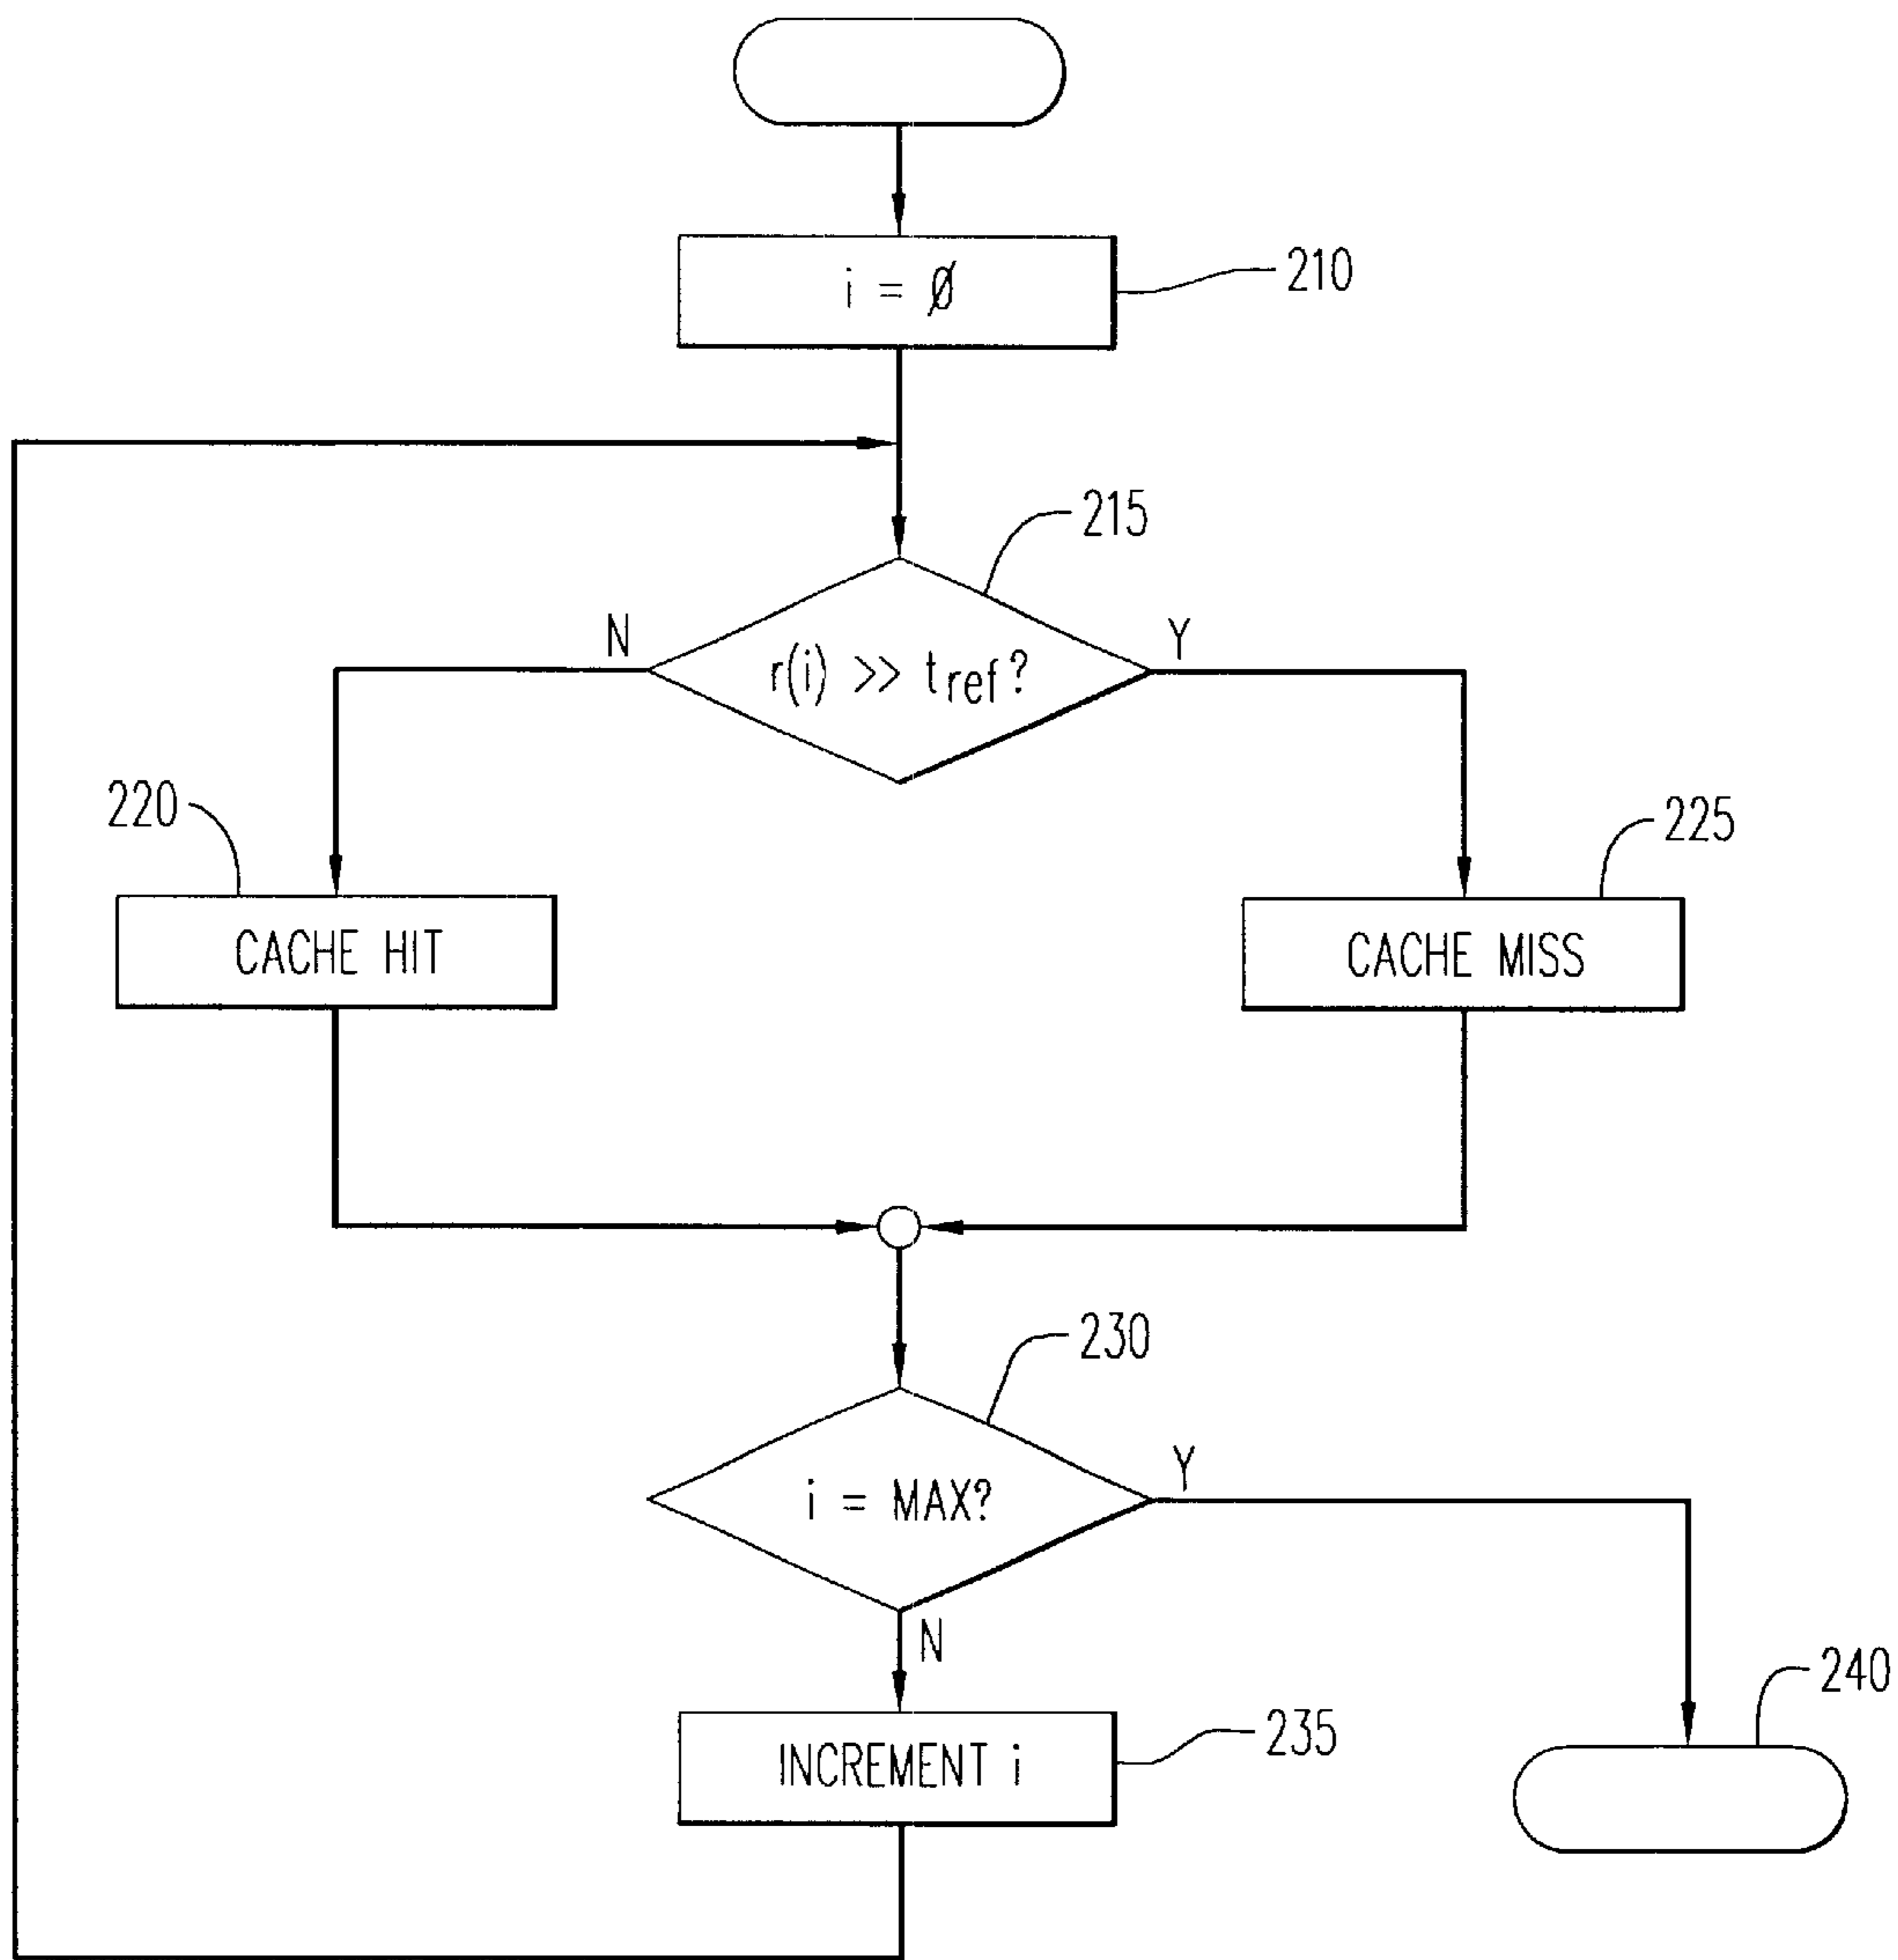 i = Ø
210
215
N
Y
r(i) >> tref?
220
225
CACHE HIT
CACHE MISS
230
i = MAX?
Y
N
240
INCREMENT i
235